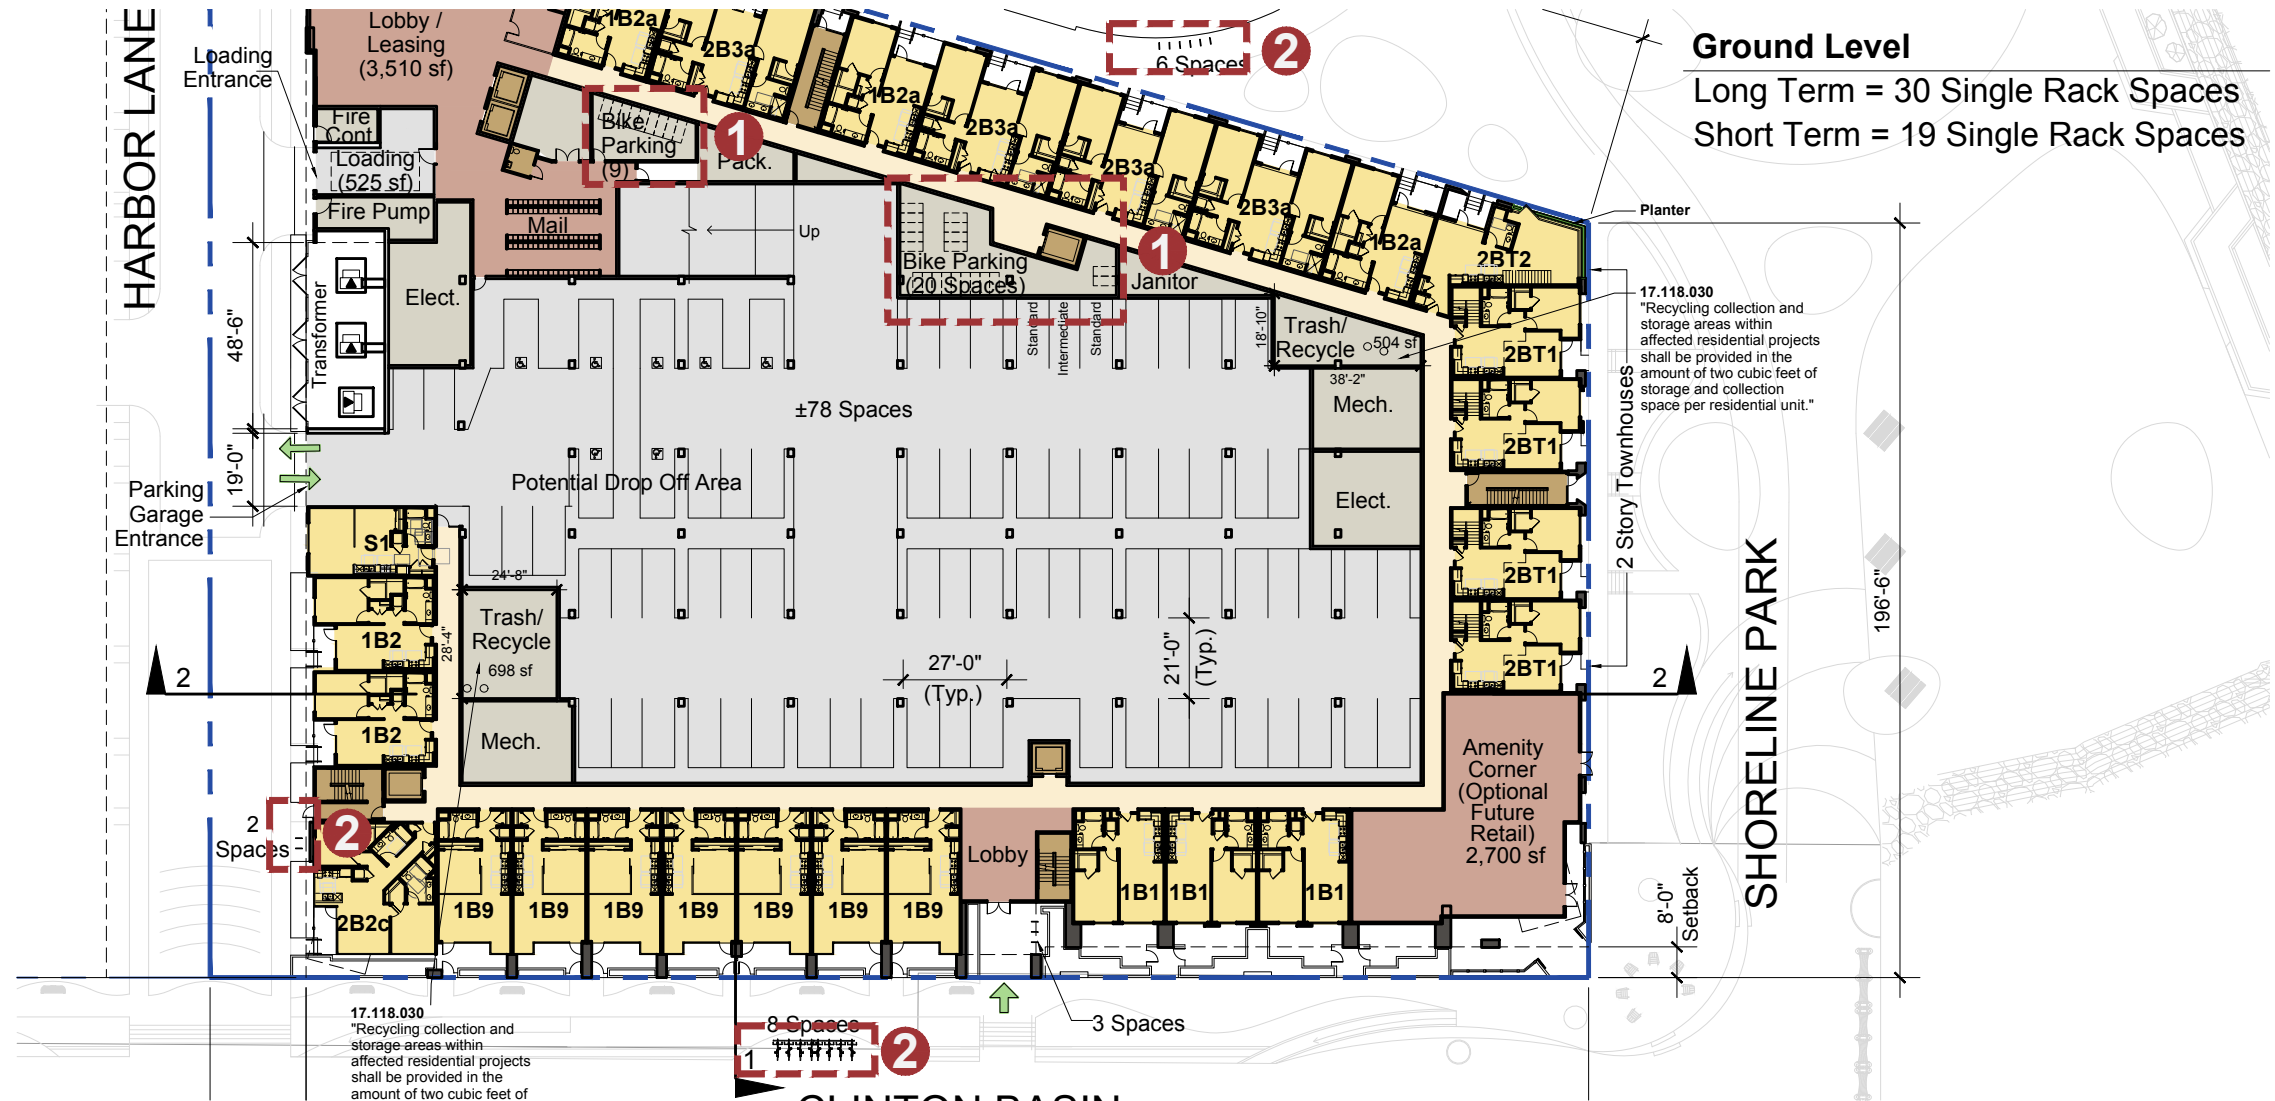 HARBOR LANE
Loading
Entrance
Lobby /
Leasing
(3,510 sf)
1B2a
2B3a
1B2a
2B3a
2B3a
2B3a
1B2a
2BT2
6 Spaces
2
Ground Level
Long Term = 30 Single Rack Spaces
Short Term = 19 Single Rack Spaces
Fire
Cont.
Loading
(525 sf)
Fire Pump
Bike
Parking
(9)
1
Pack.
Mail
Up
Elect.
Transformer
48'-6"
19'-0"
Bike Parking
(20 Spaces)
1
Janitor
Standard
Intermediate
Standard
18'-10"
Trash/
Recycle
504 sf
38'-2"
Mech.
Elect.
Planter
17.118.030
"Recycling collection and
storage areas within
affected residential projects
shall be provided in the
amount of two cubic feet of
storage and collection
space per residential unit."
2 Story Townhouses
2BT1
2BT1
2BT1
2BT1
±78 Spaces
Potential Drop Off Area
Parking
Garage
Entrance
S1
1B2
1B2
24'-8"
28'-4"
Trash/
Recycle
698 sf
Mech.
27'-0"
(Typ.)
21'-0"
(Typ.)
2
2
SHORELINE PARK
196'-6"
Amenity
Corner
(Optional
Future
Retail)
2,700 sf
8'-0"
Setback
2
Spaces
2
2B2c
1B9
1B9
1B9
1B9
1B9
1B9
1B9
Lobby
1B1
1B1
1B1
3 Spaces
8 Spaces
1
2
17.118.030
"Recycling collection and
storage areas within
affected residential projects
shall be provided in the
amount of two cubic feet of
CLINTON BASIN